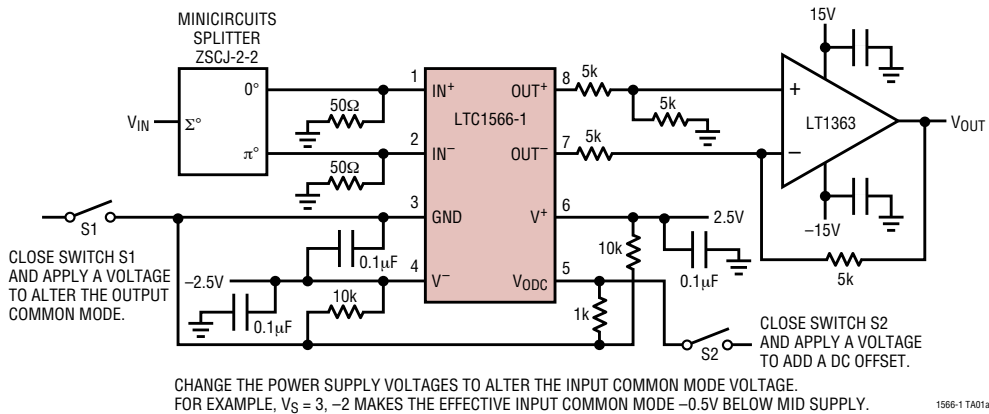 MINICIRCUITS
SPLITTER
ZSCJ-2-2
15V
0°
1
IN+
OUT+
8
5k
50Ω
5k
+
VIN
Σ°
LTC1566-1
LT1363
VOUT
π°
2
IN−
OUT−
7
5k
−
50Ω
3
GND
V+
6
2.5V
−15V
S1
10k
5k
0.1µF
0.1µF
CLOSE SWITCH S1
AND APPLY A VOLTAGE
TO ALTER THE OUTPUT
COMMON MODE.
−2.5V
4
V−
VODC
5
10k
1k
0.1µF
S2
CLOSE SWITCH S2
AND APPLY A VOLTAGE
TO ADD A DC OFFSET.
CHANGE THE POWER SUPPLY VOLTAGES TO ALTER THE INPUT COMMON MODE VOLTAGE.
FOR EXAMPLE, VS = 3, −2 MAKES THE EFFECTIVE INPUT COMMON MODE −0.5V BELOW MID SUPPLY.
1566-1 TA01a